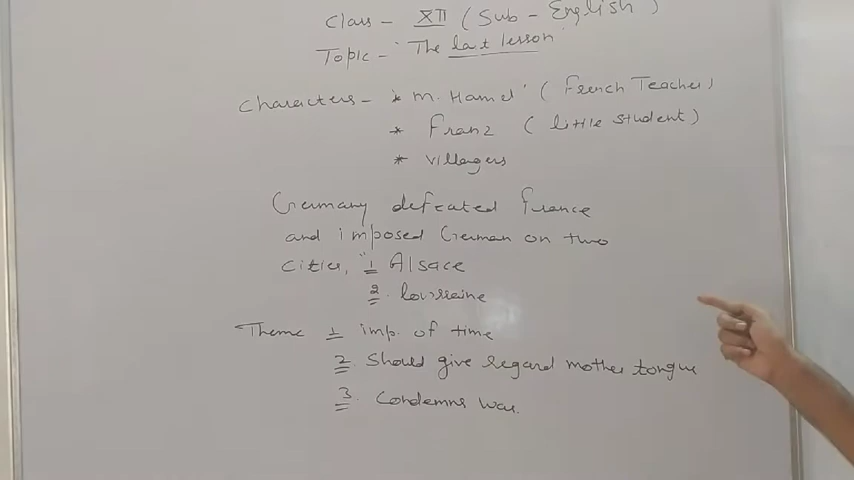 Class - XII (Sub - English)
Topic - "The last lesson"
Characters - * M. Hamel (French Teacher)
* Franz (little student)
* villagers
Germany defeated France
and imposed German on two
cities, 1 Alsace
2. lourraine
Theme 1 imp. of time
2. Should give regard mother tongue
3. Condemns war.